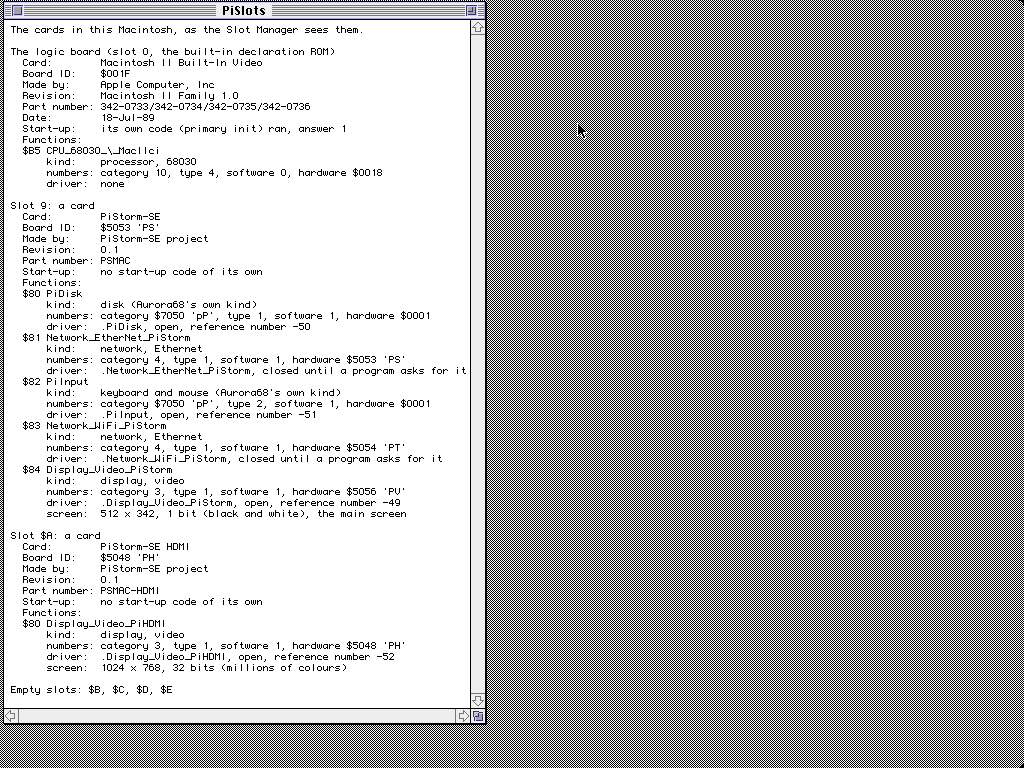 PiSlots
The cards in this Macintosh, as the Slot Manager sees them.
The logic board (slot 0, the built-in declaration ROM)
Card: Macintosh II Built-In Video
Board ID: $001F
Made by: Apple Computer, Inc
Revision: Macintosh II Family 1.0
Part number: 342-0733/342-0734/342-0735/342-0736
Date: 18-Jul-89
Start-up: its own code (primary init) ran, answer 1
Functions:
$B5 CPU_68030_\_MacIIci
kind: processor, 68030
numbers: category 10, type 4, software 0, hardware $0018
driver: none
Slot 9: a card
Card: PiStorm-SE
Board ID: $5053 'PS'
Made by: PiStorm-SE project
Revision: 0.1
Part number: PSMAC
Start-up: no start-up code of its own
Functions:
$80 PiDisk
kind: disk (Aurora68's own kind)
numbers: category $7050 'pP', type 1, software 1, hardware $0001
driver: .PiDisk, open, reference number -50
$81 Network_EtherNet_PiStorm
kind: network, Ethernet
numbers: category 4, type 1, software 1, hardware $5053 'PS'
driver: .Network_EtherNet_PiStorm, closed until a program asks for it
$82 PiInput
kind: keyboard and mouse (Aurora68's own kind)
numbers: category $7050 'pP', type 2, software 1, hardware $0001
driver: .PiInput, open, reference number -51
$83 Network_WiFi_PiStorm
kind: network, Ethernet
numbers: category 4, type 1, software 1, hardware $5054 'PT'
driver: .Network_WiFi_PiStorm, closed until a program asks for it
$84 Display_Video_PiStorm
kind: display, video
numbers: category 3, type 1, software 1, hardware $5056 'PV'
driver: .Display_Video_PiStorm, open, reference number -49
screen: 512 x 342, 1 bit (black and white), the main screen
Slot $A: a card
Card: PiStorm-SE HDMI
Board ID: $5048 'PH'
Made by: PiStorm-SE project
Revision: 0.1
Part number: PSMAC-HDMI
Start-up: no start-up code of its own
Functions:
$80 Display_Video_PiHDMI
kind: display, video
numbers: category 3, type 1, software 1, hardware $5048 'PH'
driver: .Display_Video_PiHDMI, open, reference number -52
screen: 1024 x 768, 32 bits (millions of colours)
Empty slots: $B, $C, $D, $E